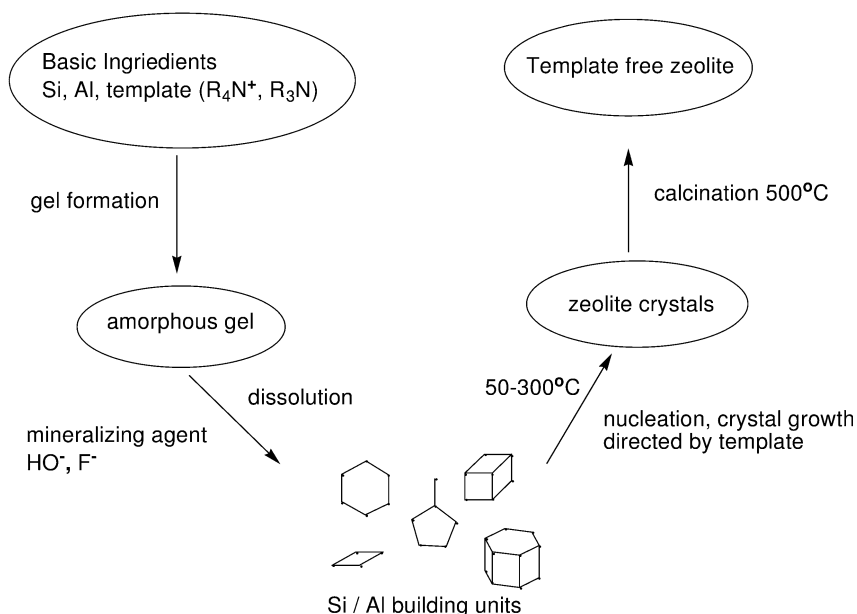 Basic Ingriedients
Si, Al, template (R₄N⁺, R₃N)
gel formation
amorphous gel
dissolution
mineralizing agent
HO⁻, F⁻
Si / Al building units
50-300°C
nucleation, crystal growth
directed by template
zeolite crystals
calcination 500°C
Template free zeolite